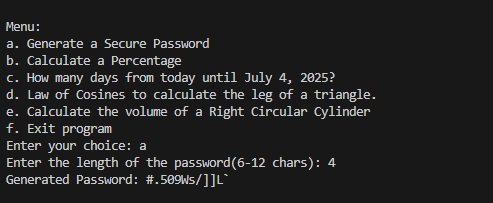 Menu:
a. Generate a Secure Password
b. Calculate a Percentage
c. How many days from today until July 4, 2025?
d. Law of Cosines to calculate the leg of a triangle.
e. Calculate the volume of a Right Circular Cylinder
f. Exit program
Enter your choice: a
Enter the length of the password(6-12 chars): 4
Generated Password: #.509Ws/]]L`